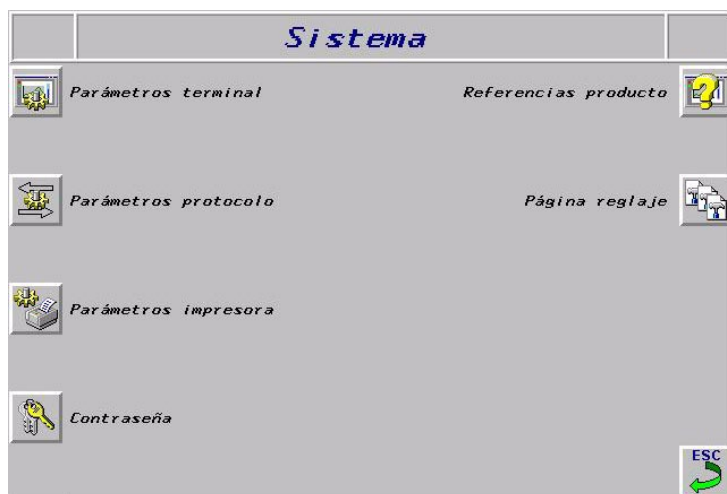 Sistema
Parámetros terminal
Referencias producto
Parámetros protocolo
Página reglaje
Parámetros impresora
Contraseña
ESC